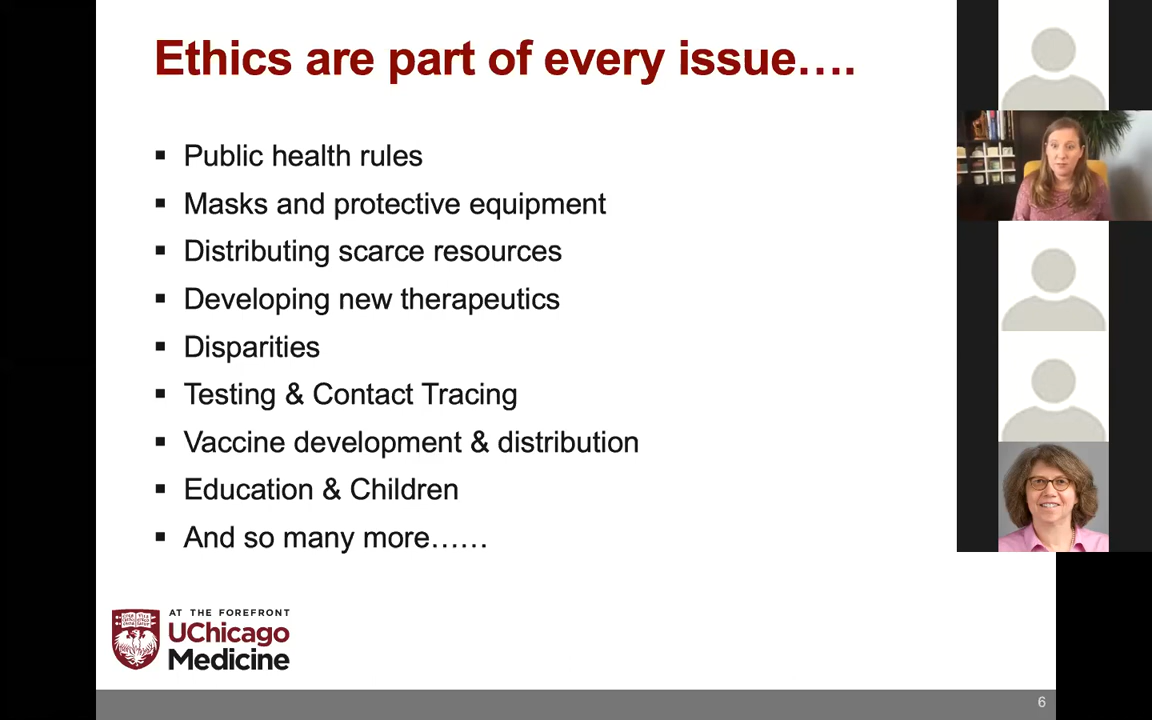 Ethics are part of every issue….
▪ Public health rules
▪ Masks and protective equipment
▪ Distributing scarce resources
▪ Developing new therapeutics
▪ Disparities
▪ Testing & Contact Tracing
▪ Vaccine development & distribution
▪ Education & Children
▪ And so many more……
AT THE FOREFRONT
UChicago
Medicine
6